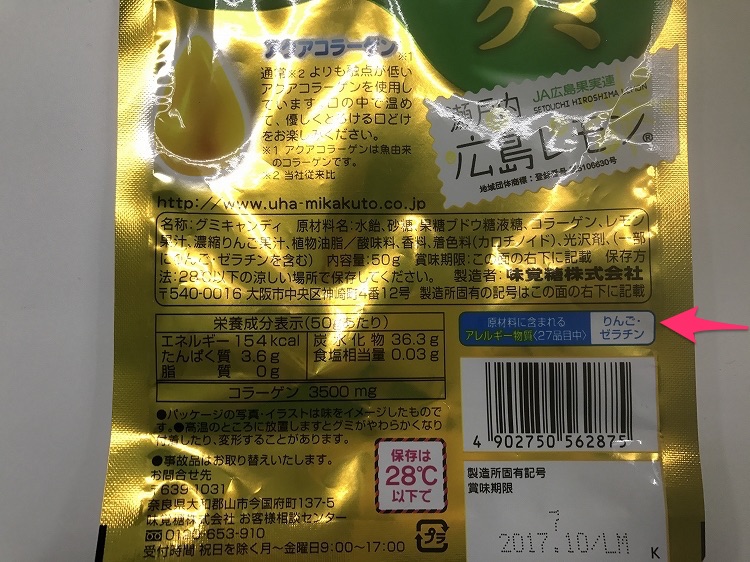 グミ
アクアコラーゲン※1
通常※2よりも融点が低い
アクアコラーゲンを使用し
ています。口の中で温め
て、優しくとろける口どけ
をお楽しみください。
※1 アクアコラーゲンは魚由来
のコラーゲンです。
※2 当社従来比
JA広島果実連
SETOUCHI HIROSHIMA LEMON
瀬戸内
広島レモン®
地域団体商標:登録第5106630号
http://www.uha-mikakuto.co.jp
名称:グミキャンディ 原材料名:水飴、砂糖、果糖ブドウ糖液糖、コラーゲン、レモン
果汁、濃縮りんご果汁、植物油脂/酸味料、香料、着色料(カロチノイド)、光沢剤、(一部
にりんご・ゼラチンを含む) 内容量:50g 賞味期限:この面の右下に記載 保存方
法:28℃以下の涼しい場所で保存してください。 製造者:味覚糖株式会社
〒540-0016 大阪市中央区神崎町4番12号 製造所固有の記号はこの面の右下に記載
栄養成分表示(50g当たり)
エネルギー 154kcal 炭水化物 36.3g
たんぱく質 3.6g 食塩相当量 0.03g
脂質 0g
コラーゲン 3500mg
原材料に含まれる
アレルギー物質(27品目中)
りんご・
ゼラチン
●パッケージの写真・イラストは味をイメージしたもので
す。●高温のところに放置しますとグミがやわらかくなり
付着したり、変形することがあります。
●事故品はお取り替えいたします。
お問合せ先
〒639-1031
奈良県大和郡山市今国府町137-5
味覚糖株式会社 お客様相談センター
0120-653-910
受付時間 祝日を除く月~金曜日9:00~17:00
保存は
28℃
以下で
プラ
4 902750 562875
製造所固有記号
賞味期限
7
2017.10/LM
K